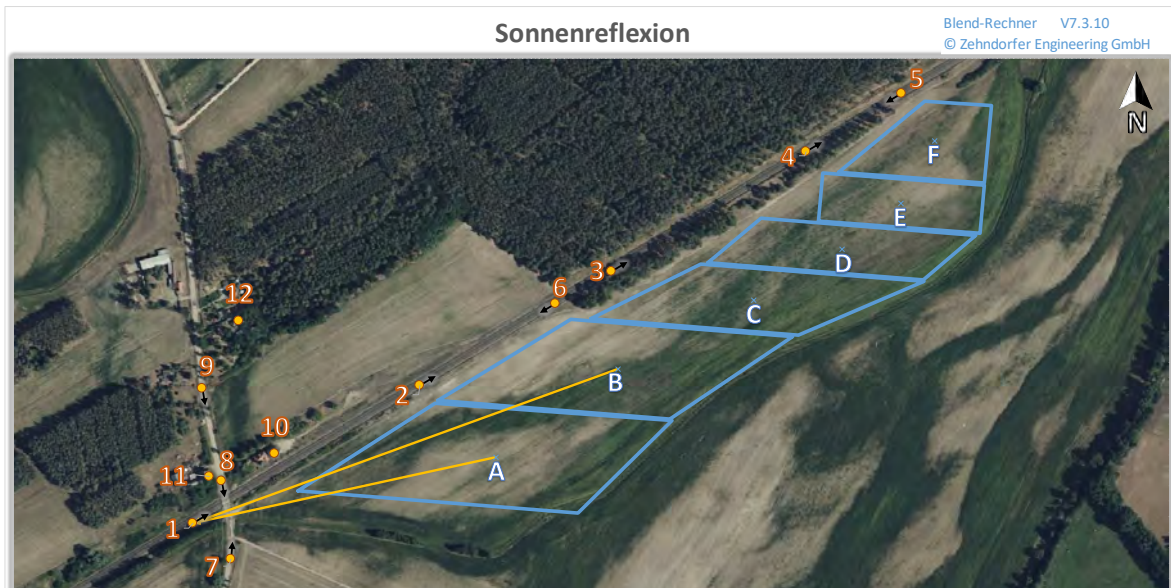 Sonnenreflexion
Blend-Rechner V7.3.10
© Zehndorfer Engineering GmbH
N
5
4
F
E
3
D
12
6
C
9
2
B
10
8
11
A
1
7